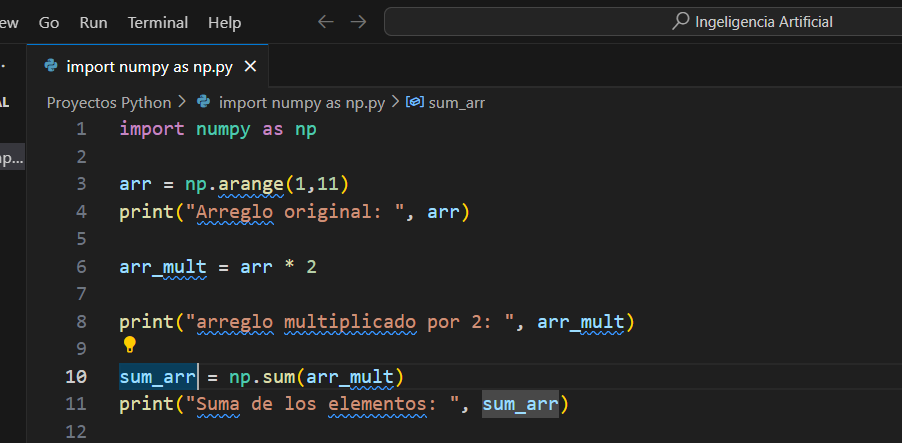 ew Go Run Terminal Help ← → Ingeligencia Artificial
import numpy as np.py ×
AL
Proyectos Python > import numpy as np.py > sum_arr
np...
1 import numpy as np
2
3 arr = np.arange(1,11)
4 print("Arreglo original: ", arr)
5
6 arr_mult = arr * 2
7
8 print("arreglo multiplicado por 2: ", arr_mult)
9
10 sum_arr = np.sum(arr_mult)
11 print("Suma de los elementos: ", sum_arr)
12